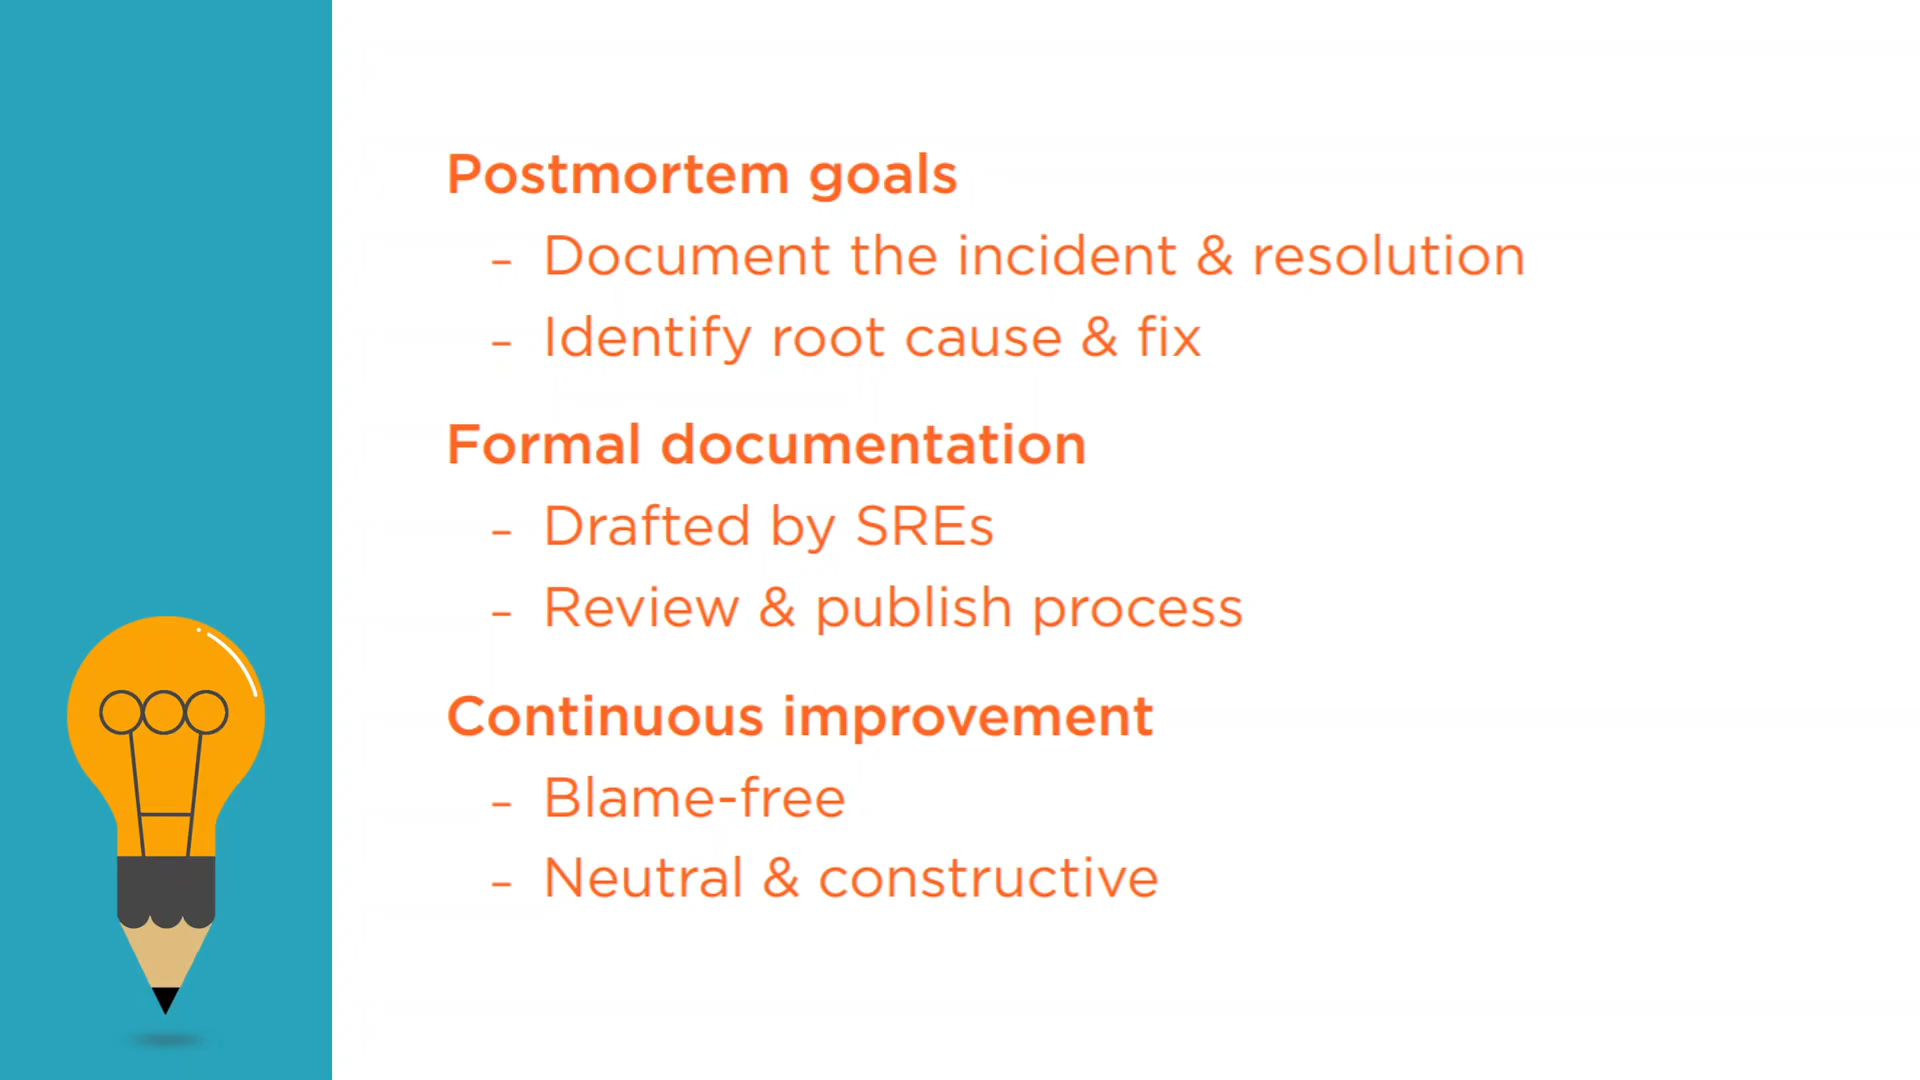 Postmortem goals
- Document the incident & resolution
- Identify root cause & fix
Formal documentation
- Drafted by SREs
- Review & publish process
Continuous improvement
- Blame-free
- Neutral & constructive